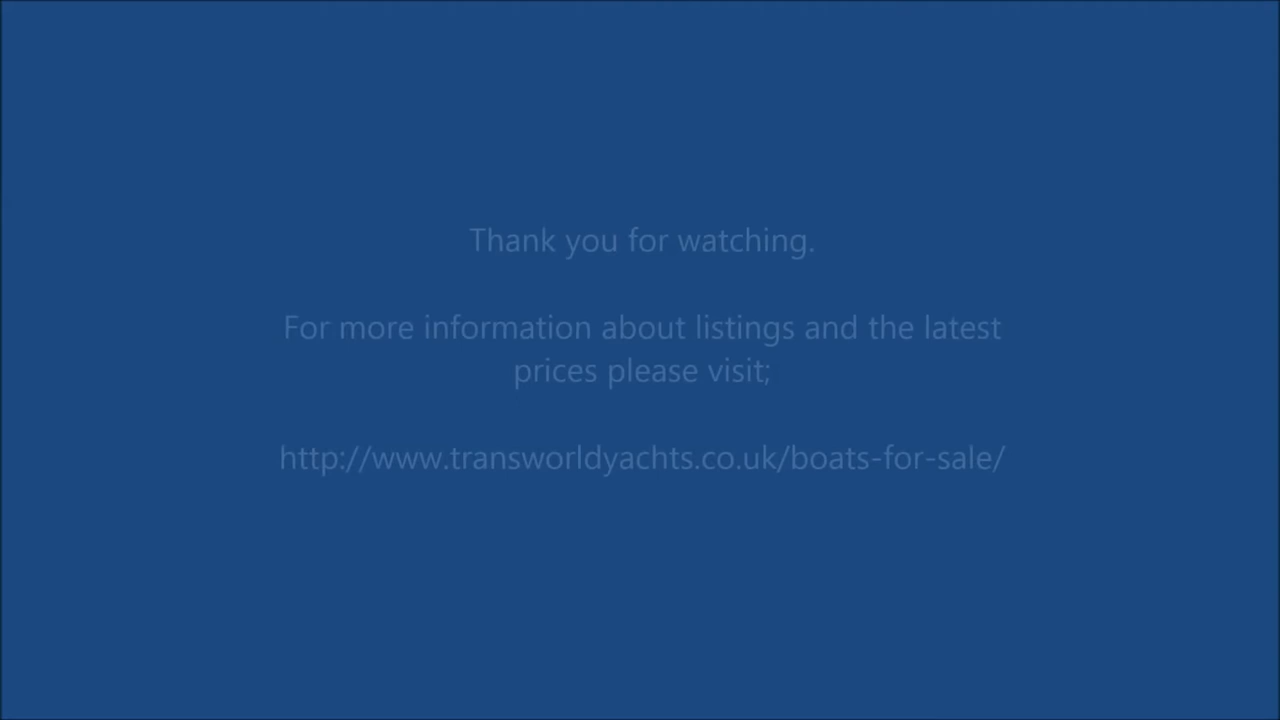 Thank you for watching.
For more information about listings and the latest
prices please visit;
http://www.transworldyachts.co.uk/boats-for-sale/